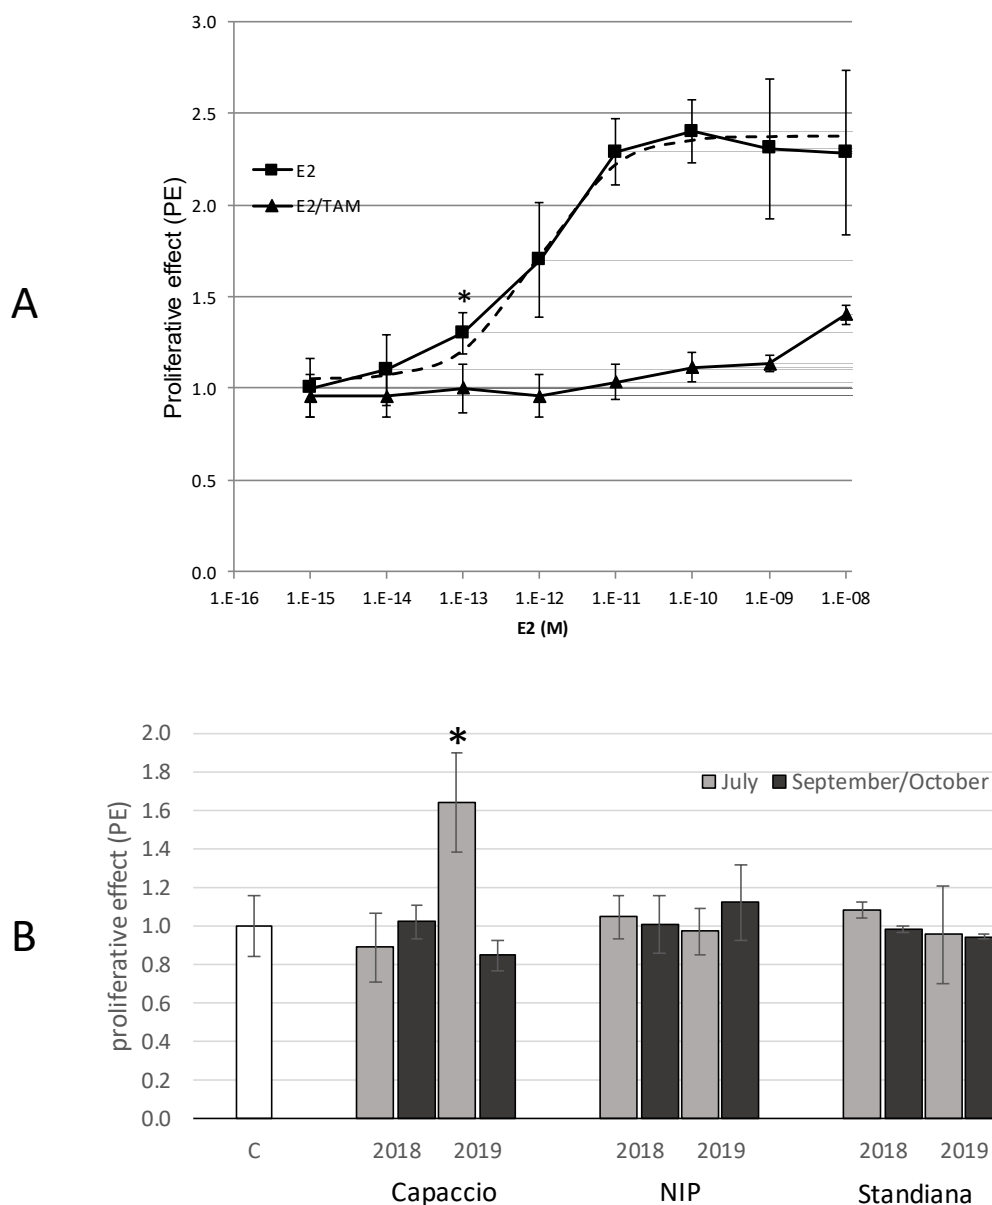 A
3.0
2.5
2.0
1.5
1.0
0.5
0.0
Proliferative effect (PE)
E2
E2/TAM
*
1.E-16 1.E-15 1.E-14 1.E-13 1.E-12 1.E-11 1.E-10 1.E-09 1.E-08
E2 (M)
B
2.0
1.8
1.6
1.4
1.2
1.0
0.8
0.6
0.4
0.2
0.0
proliferative effect (PE)
*
July September/October
C 2018 2019 2018 2019 2018 2019
Capaccio NIP Standiana